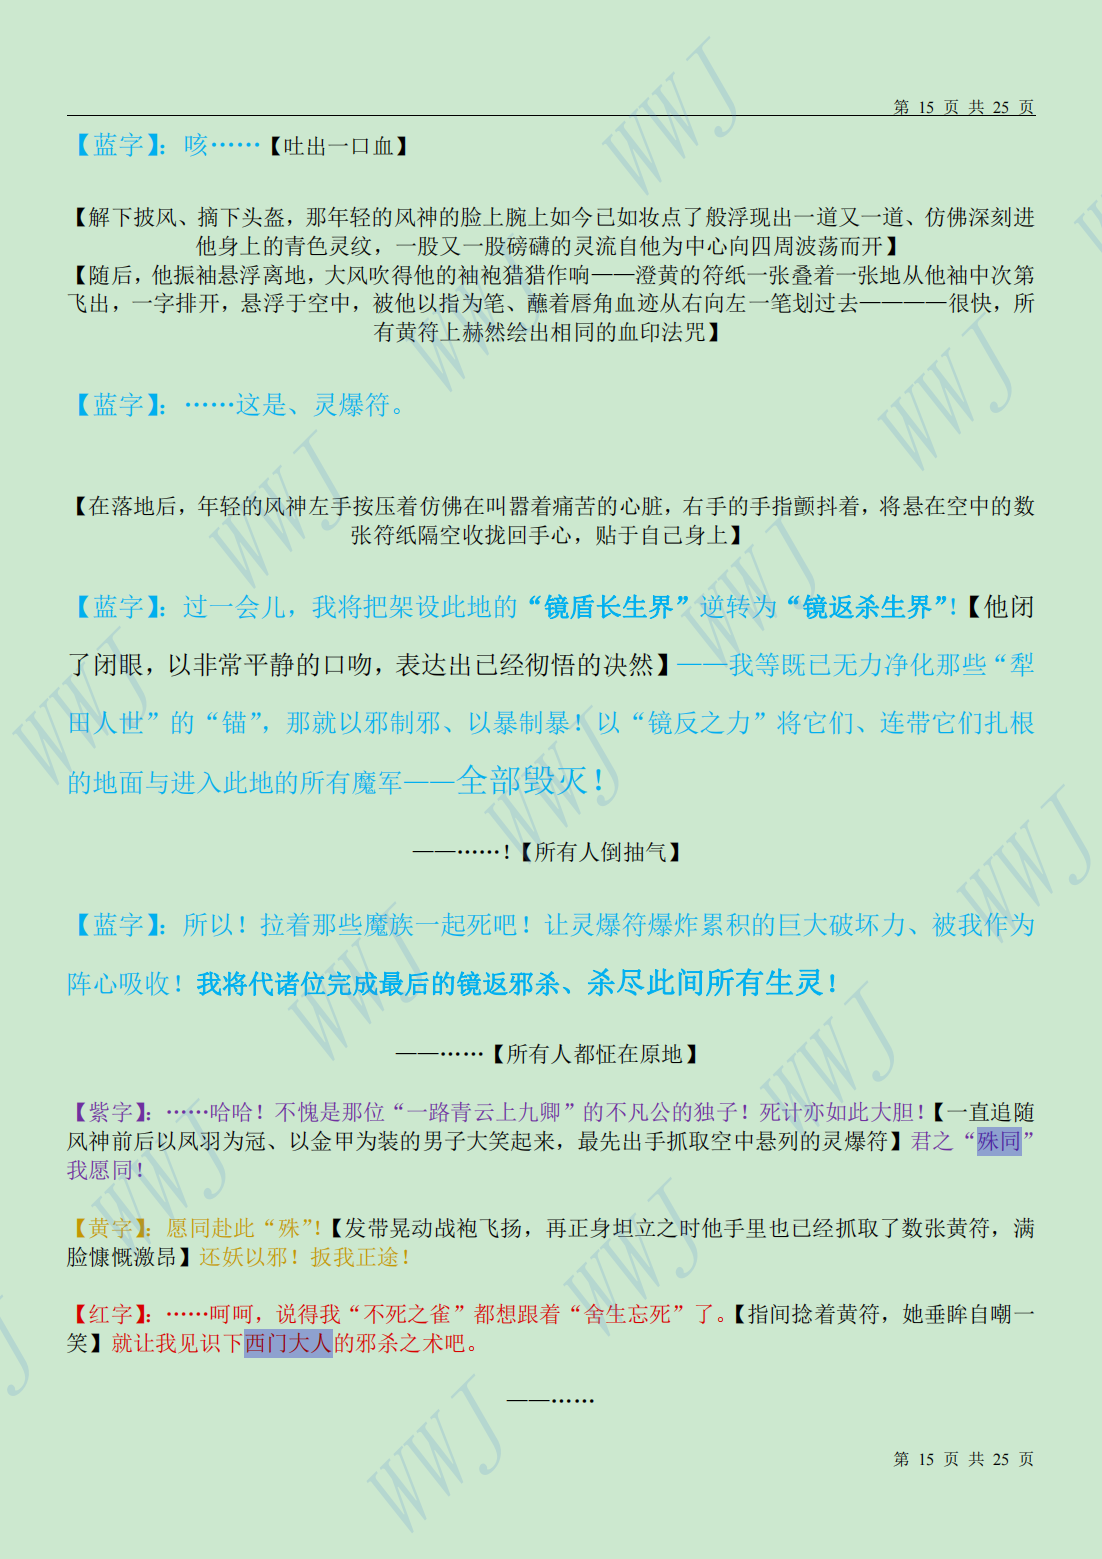 第 15 页 共 25 页
【蓝字】：咳……【吐出一口血】
【解下披风、摘下头盔，那年轻的风神的脸上腕上如今已如妆点了般浮现出一道又一道、仿佛深刻进
他身上的青色灵纹，一股又一股磅礴的灵流自他为中心向四周波荡而开】
【随后，他振袖悬浮离地，大风吹得他的袖袍猎猎作响——澄黄的符纸一张叠着一张地从他袖中次第
飞出，一字排开，悬浮于空中，被他以指为笔、蘸着唇角血迹从右向左一笔划过去————很快，所
有黄符上赫然绘出相同的血印法咒】
【蓝字】：……这是、灵爆符。
【在落地后，年轻的风神左手按压着仿佛在叫嚣着痛苦的心脏，右手的手指颤抖着，将悬在空中的数
张符纸隔空收拢回手心，贴于自己身上】
【蓝字】：过一会儿，我将把架设此地的“镜盾长生界”逆转为“镜返杀生界”！【他闭
了闭眼，以非常平静的口吻，表达出已经彻悟的决然】——我等既已无力净化那些“犁
田人世”的“锚”，那就以邪制邪、以暴制暴！以“镜反之力”将它们、连带它们扎根
的地面与进入此地的所有魔军——全部毁灭！
——……！【所有人倒抽气】
【蓝字】：所以！拉着那些魔族一起死吧！让灵爆符爆炸累积的巨大破坏力、被我作为
阵心吸收！我将代诸位完成最后的镜返邪杀、杀尽此间所有生灵！
——……【所有人都怔在原地】
【紫字】：……哈哈！不愧是那位“一路青云上九卿”的不凡公的独子！死计亦如此大胆！【一直追随
风神前后以凤羽为冠、以金甲为装的男子大笑起来，最先出手抓取空中悬列的灵爆符】君之“殊同”
我愿同！
【黄字】：愿同赴此“殊”！【发带晃动战袍飞扬，再正身坦立之时他手里也已经抓取了数张黄符，满
脸慷慨激昂】还妖以邪！扳我正途！
【红字】：……呵呵，说得我“不死之雀”都想跟着“舍生忘死”了。【指间捻着黄符，她垂眸自嘲一
笑】就让我见识下西门大人的邪杀之术吧。
——……
第 15 页 共 25 页
WWJ